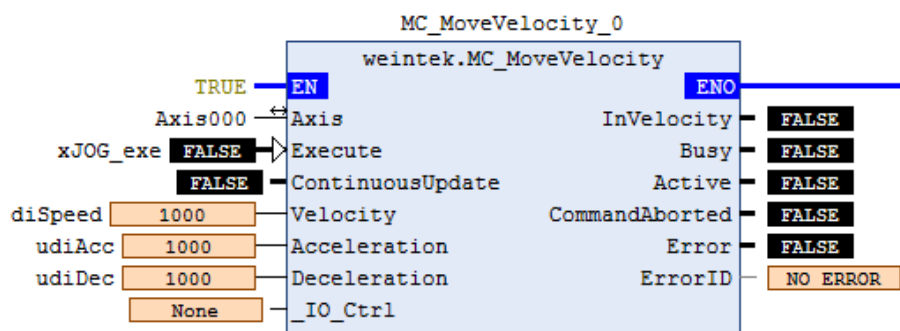 MC_MoveVelocity_0
weintek.MC_MoveVelocity
TRUE EN ENO
Axis000 Axis InVelocity FALSE
xJOG_exe FALSE Execute Busy FALSE
FALSE ContinuousUpdate Active FALSE
diSpeed 1000 Velocity CommandAborted FALSE
udiAcc 1000 Acceleration Error FALSE
udiDec 1000 Deceleration ErrorID NO ERROR
None _IO_Ctrl